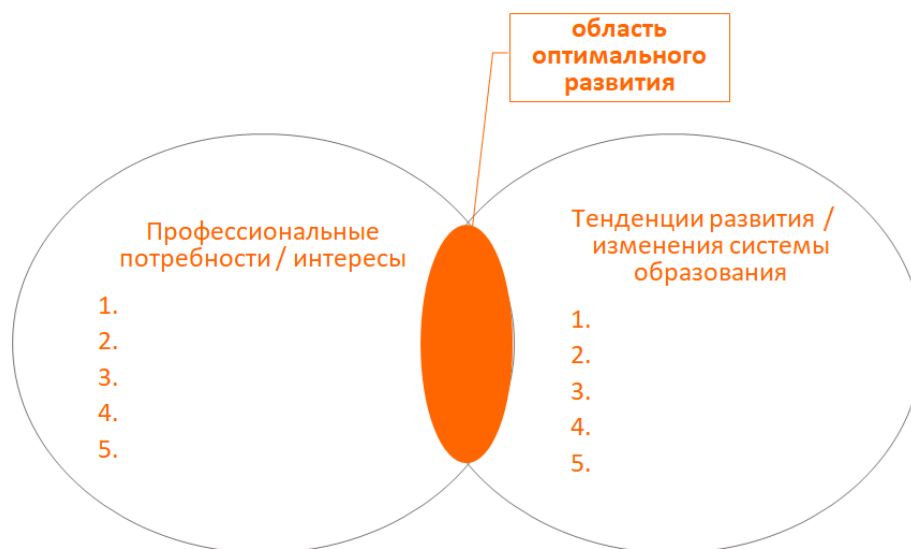 область
оптимального
развития
Профессиональные
потребности / интересы
1.
2.
3.
4.
5.
Тенденции развития /
изменения системы
образования
1.
2.
3.
4.
5.